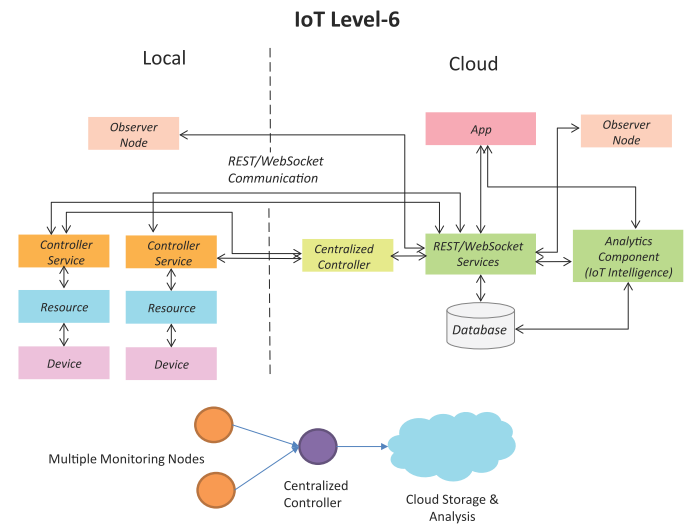 IoT Level-6
Local
Cloud
Observer
Node
App
Observer
Node
REST/WebSocket
Communication
Controller
Service
Controller
Service
Centralized
Controller
REST/WebSocket
Services
Analytics
Component
(IoT Intelligence)
Resource
Resource
Database
Device
Device
Multiple Monitoring Nodes
Centralized
Controller
Cloud Storage &
Analysis